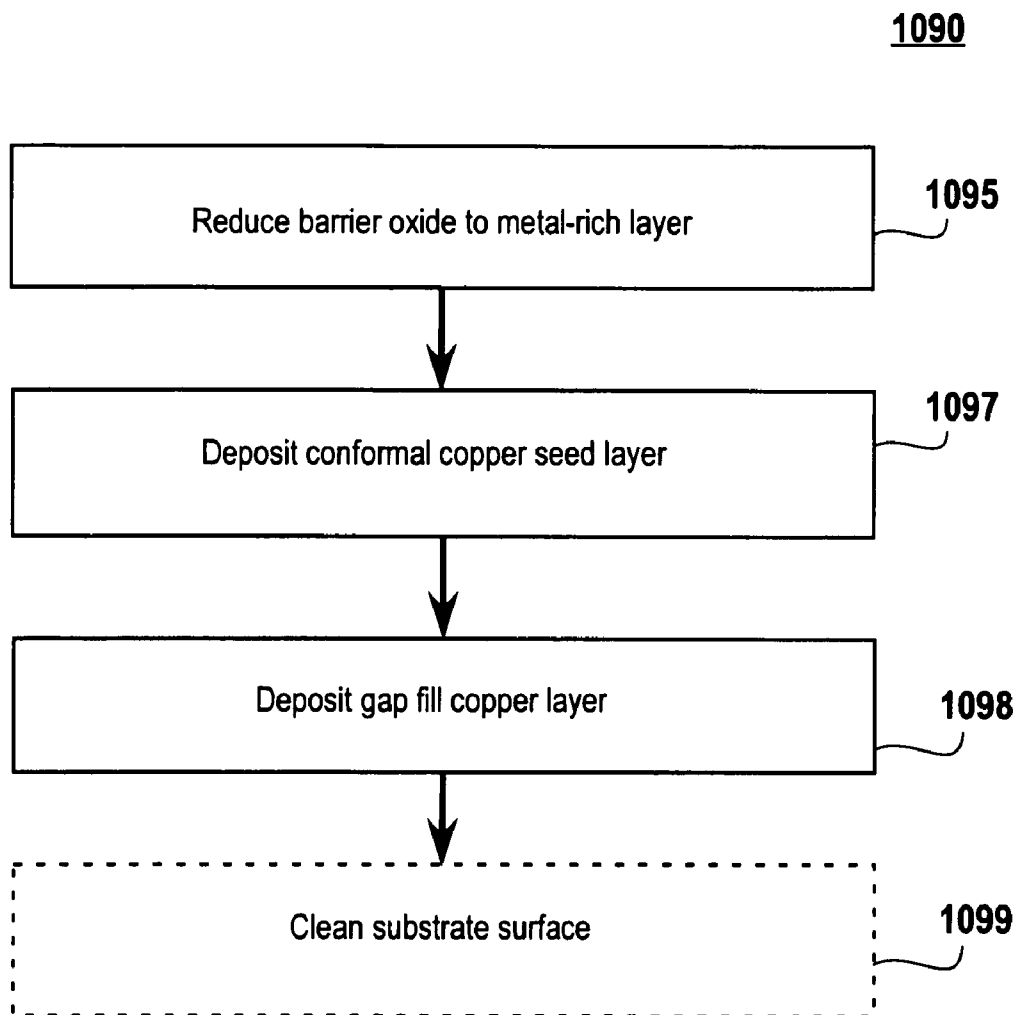 1090
Reduce barrier oxide to metal-rich layer
1095
Deposit conformal copper seed layer
1097
Deposit gap fill copper layer
1098
Clean substrate surface
1099